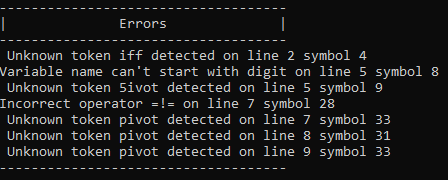 -----------------------------------
|              Errors              |
-----------------------------------
Unknown token iff detected on line 2 symbol 4
Variable name can't start with digit on line 5 symbol 8
Unknown token 5ivot detected on line 5 symbol 9
Incorrect operator =!= on line 7 symbol 28
Unknown token pivot detected on line 7 symbol 33
Unknown token pivot detected on line 8 symbol 31
Unknown token pivot detected on line 9 symbol 33
-----------------------------------